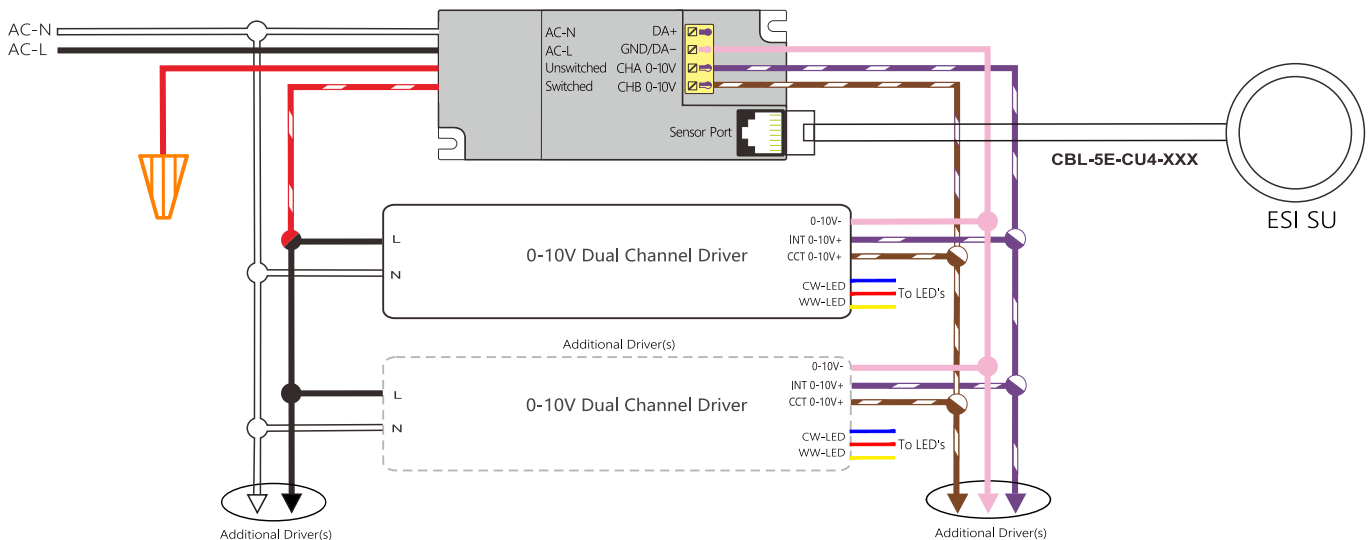 AC-N
AC-L
AC-N
AC-L
Unswitched
Switched
DA+
GND/DA-
CHA 0-10V
CHB 0-10V
Sensor Port
CBL-5E-CU4-XXX
ESI SU
L
N
0-10V Dual Channel Driver
0-10V-
INT 0-10V+
CCT 0-10V+
CW-LED
WW-LED
To LED's
Additional Driver(s)
L
N
0-10V Dual Channel Driver
0-10V-
INT 0-10V+
CCT 0-10V+
CW-LED
WW-LED
To LED's
Additional Driver(s)
Additional Driver(s)